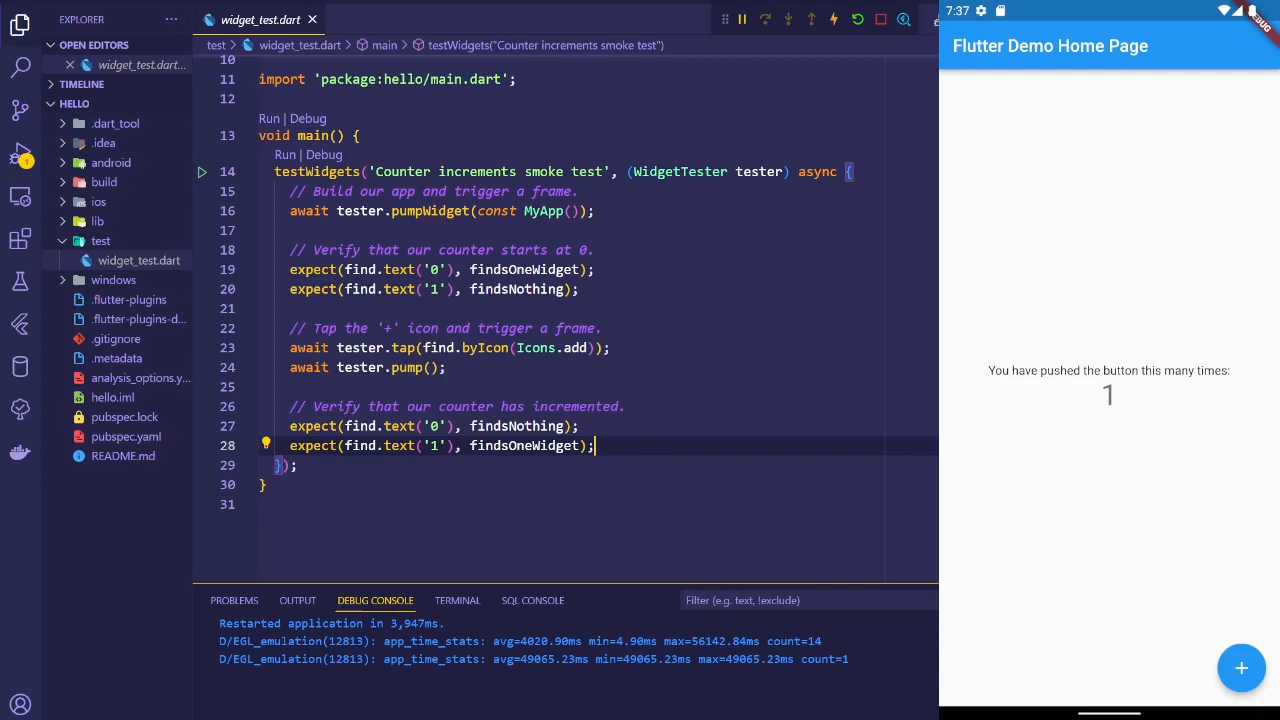 EXPLORER
OPEN EDITORS
widget_test.dart...
TIMELINE
HELLO
.dart_tool
.idea
android
build
ios
lib
test
widget_test.dart
windows
.flutter-plugins
.flutter-plugins-d...
.gitignore
.metadata
analysis_options.y...
hello.iml
pubspec.lock
pubspec.yaml
README.md
1
widget_test.dart
test > widget_test.dart > main > testWidgets("Counter increments smoke test")
10
11 import 'package:hello/main.dart';
12
Run | Debug
13 void main() {
Run | Debug
14 testWidgets('Counter increments smoke test', (WidgetTester tester) async {
15 // Build our app and trigger a frame.
16 await tester.pumpWidget(const MyApp());
17
18 // Verify that our counter starts at 0.
19 expect(find.text('0'), findsOneWidget);
20 expect(find.text('1'), findsNothing);
21
22 // Tap the '+' icon and trigger a frame.
23 await tester.tap(find.byIcon(Icons.add));
24 await tester.pump();
25
26 // Verify that our counter has incremented.
27 expect(find.text('0'), findsNothing);
28 expect(find.text('1'), findsOneWidget);
29 });
30 }
31
PROBLEMS OUTPUT DEBUG CONSOLE TERMINAL SQL CONSOLE Filter (e.g. text, !exclude)
Restarted application in 3,947ms.
D/EGL_emulation(12813): app_time_stats: avg=4020.90ms min=4.90ms max=56142.84ms count=14
D/EGL_emulation(12813): app_time_stats: avg=49065.23ms min=49065.23ms max=49065.23ms count=1
7:37
DEBUG
Flutter Demo Home Page
You have pushed the button this many times:
1
+